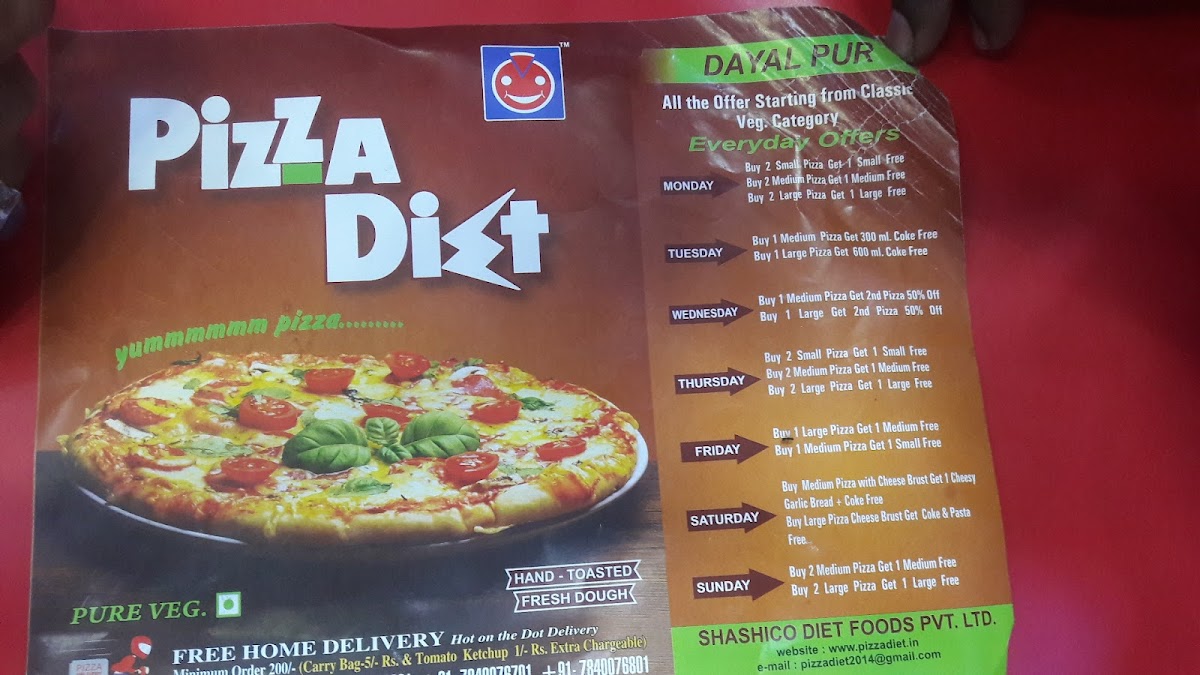 TM
PizzA
DiEt
yummmmmm pizza.........
HAND - TOASTED
FRESH DOUGH
PURE VEG.
FREE HOME DELIVERY Hot on the Dot Delivery
Minimum Order 200/- (Carry Bag-5/- Rs. & Tomato Ketchup 1/- Rs. Extra Chargeable)
PIZZA
+91- 7840076801
DAYAL PUR
All the Offer Starting from Classic
Veg. Category
Everyday Offers
MONDAY
Buy 2 Small Pizza Get 1 Small Free
Buy 2 Medium Pizza Get 1 Medium Free
Buy 2 Large Pizza Get 1 Large Free
TUESDAY
Buy 1 Medium Pizza Get 300 ml. Coke Free
Buy 1 Large Pizza Get 600 ml. Coke Free
WEDNESDAY
Buy 1 Medium Pizza Get 2nd Pizza 50% Off
Buy 1 Large Get 2nd Pizza 50% Off
THURSDAY
Buy 2 Small Pizza Get 1 Small Free
Buy 2 Medium Pizza Get 1 Medium Free
Buy 2 Large Pizza Get 1 Large Free
FRIDAY
Buy 1 Large Pizza Get 1 Medium Free
Buy 1 Medium Pizza Get 1 Small Free
SATURDAY
Buy Medium Pizza with Cheese Brust Get 1 Cheesy
Garlic Bread + Coke Free
Buy Large Pizza Cheese Brust Get Coke & Pasta
Free..
SUNDAY
Buy 2 Medium Pizza Get 1 Medium Free
Buy 2 Large Pizza Get 1 Large Free
SHASHICO DIET FOODS PVT. LTD.
website : www.pizzadiet.in
e-mail : pizzadiet2014@gmail.com